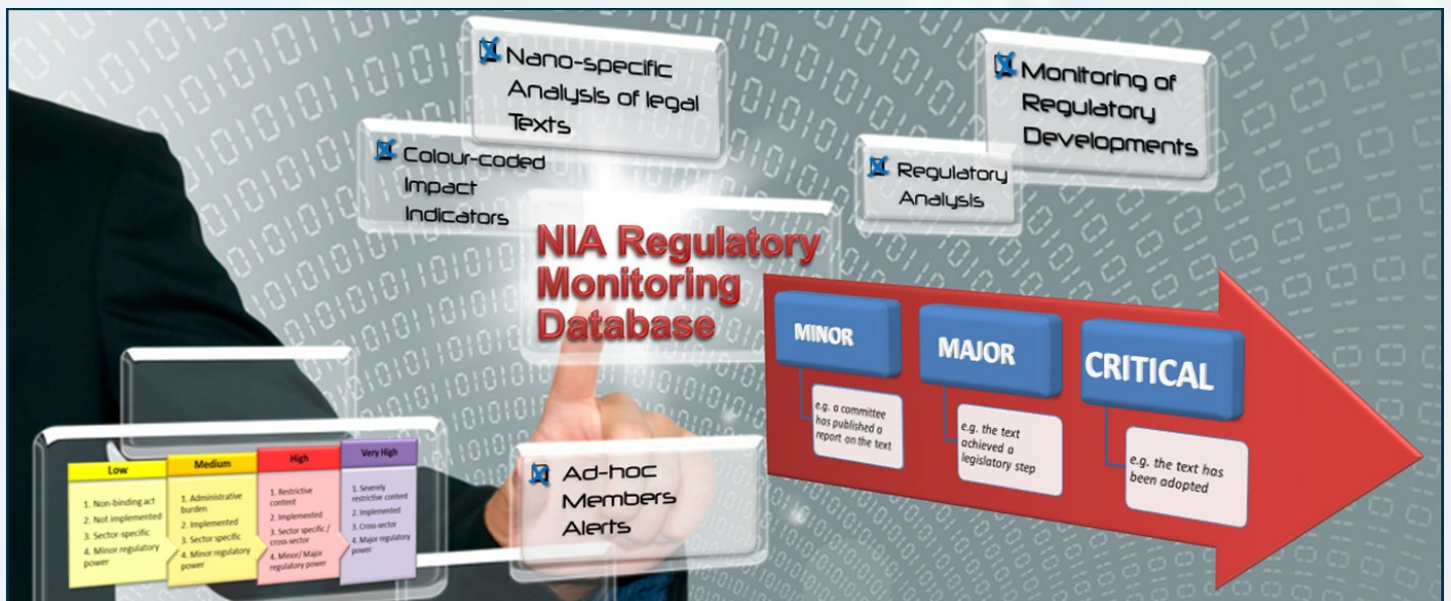 Nano-specific
Analysis of legal
Texts
Colour-coded
Impact
Indicators
Monitoring of
Regulatory
Developments
Regulatory
Analysis
NIA Regulatory
Monitoring
Database
MINOR
e.g. a committee
has published a
report on the text
MAJOR
e.g. the text
achieved a
legislatory step
CRITICAL
e.g. the text has
been adopted
Low
1. Non-binding act
2. Not implemented
3. Sector-specific
4. Minor regulatory
power
Medium
1. Administrative
burden
2. Implemented
3. Sector specific
4. Minor regulatory
power
High
1. Restrictive
content
2. Implemented
3. Sector specific /
cross-sector
4. Minor/ Major
regulatory power
Very High
1. Severely
restrictive content
2. Implemented
3. Cross-sector
4. Major regulatory
power
Ad-hoc
Members
Alerts